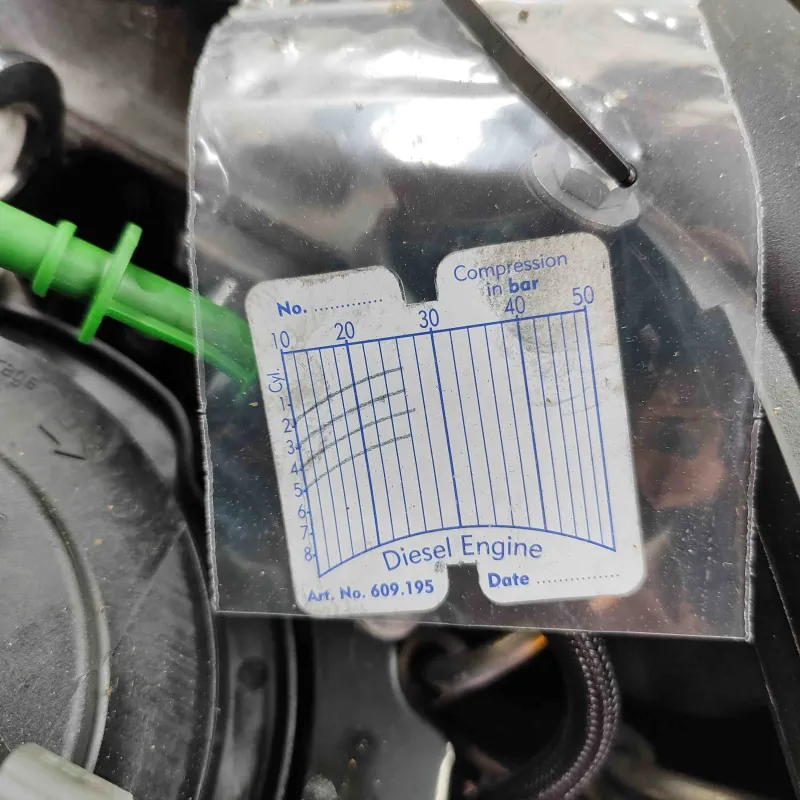 No. ................
Compression
in bar
10 20 30 40 50
Cyl.
1
2
3
4
5
6
7
8
Diesel Engine
Art. No. 609.195
Date ................